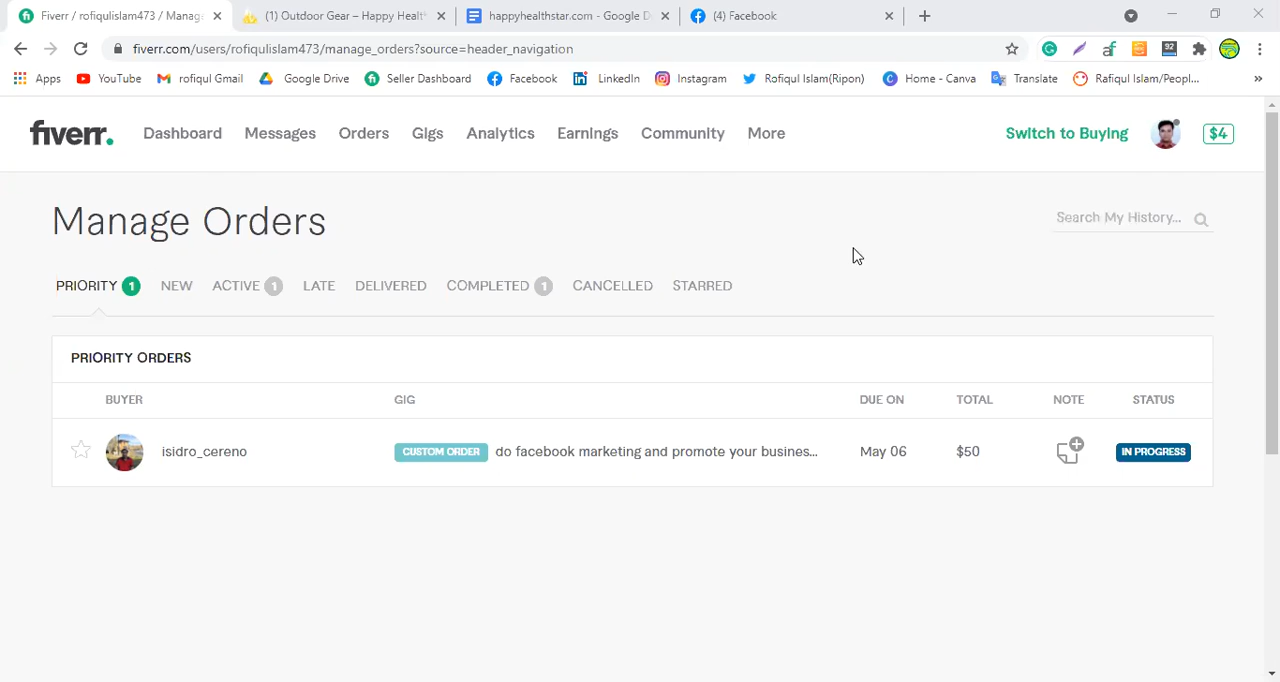 Fiverr / rofiqulislam473 / Manag
(1) Outdoor Gear – Happy Healt
happyhealthstar.com - Google D
(4) Facebook
fiverr.com/users/rofiqulislam473/manage_orders?source=header_navigation
92
Apps YouTube rofiqul Gmail Google Drive Seller Dashboard Facebook LinkedIn Instagram Rofiqul Islam(Ripon) Home - Canva Translate Rafiqul Islam/Peopl... »
fiverr. Dashboard Messages Orders Gigs Analytics Earnings Community More Switch to Buying $4
Manage Orders
Search My History...
PRIORITY 1 NEW ACTIVE 1 LATE DELIVERED COMPLETED 1 CANCELLED STARRED
PRIORITY ORDERS
BUYER GIG DUE ON TOTAL NOTE STATUS
isidro_cereno CUSTOM ORDER do facebook marketing and promote your busines... May 06 $50 IN PROGRESS